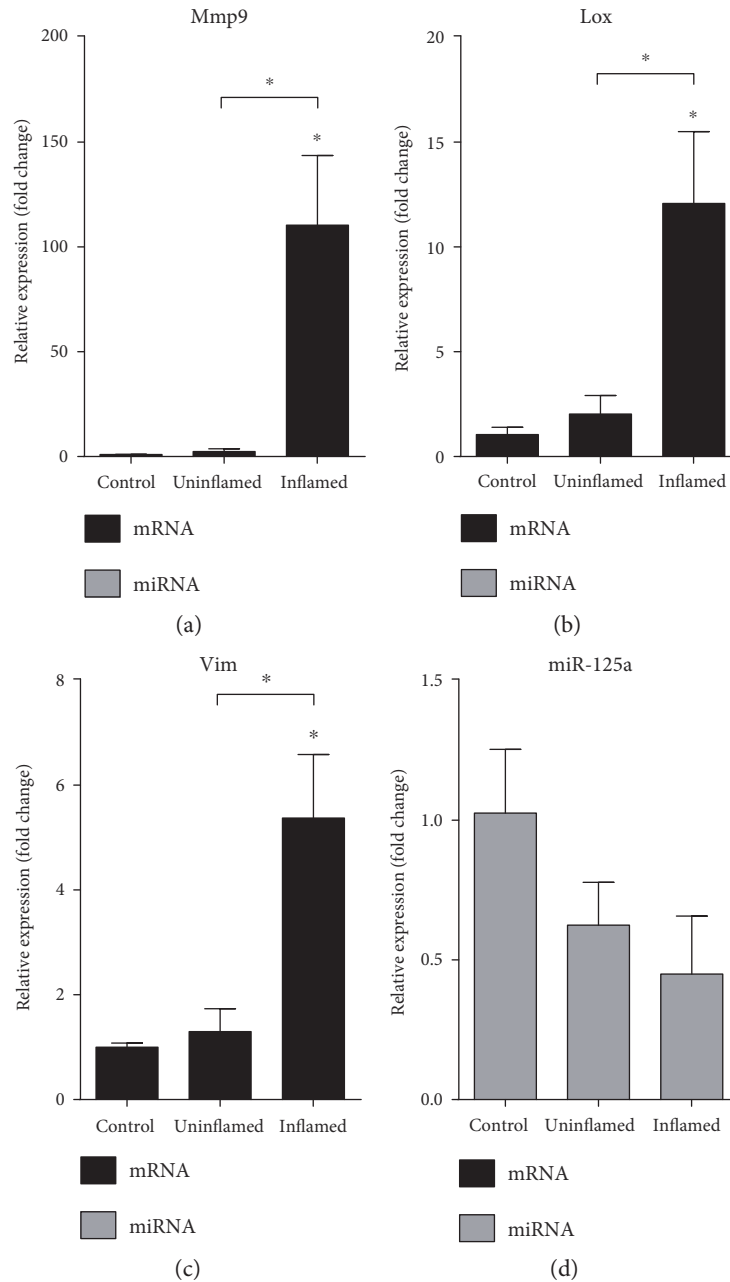 Mmp9
200
150
100
50
0
Relative expression (fold change)
*
*
Control Uninflamed Inflamed
mRNA
miRNA
(a)
Lox
20
15
10
5
0
Relative expression (fold change)
*
*
Control Uninflamed Inflamed
mRNA
miRNA
(b)
Vim
8
6
4
2
0
Relative expression (fold change)
*
*
Control Uninflamed Inflamed
mRNA
miRNA
(c)
miR-125a
1.5
1.0
0.5
0.0
Relative expression (fold change)
Control Uninflamed Inflamed
mRNA
miRNA
(d)